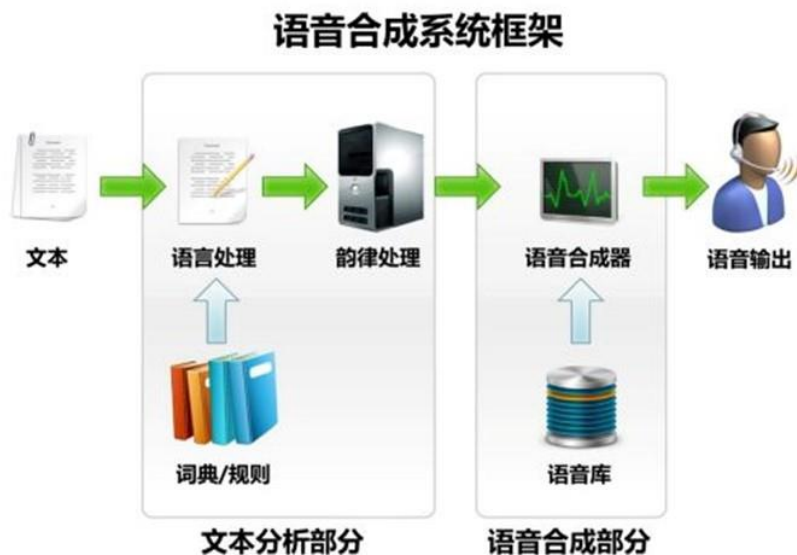 语音合成系统框架
文本
语言处理
韵律处理
语音合成器
语音输出
词典/规则
语音库
文本分析部分
语音合成部分